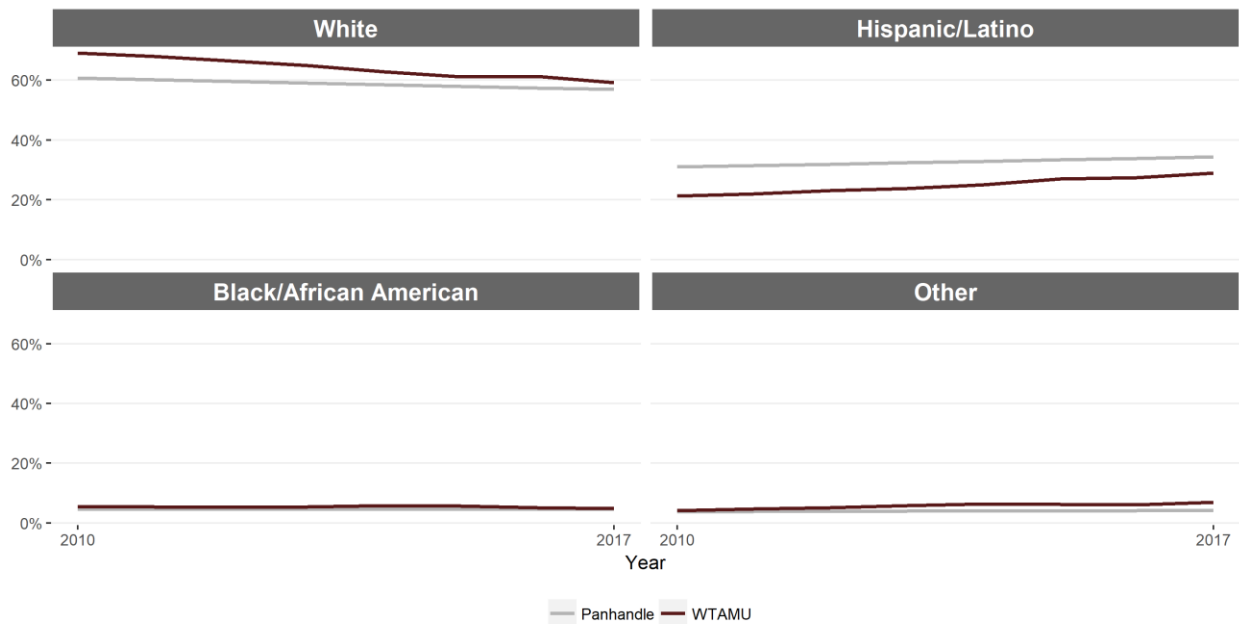 White
Hispanic/Latino
60%
40%
20%
0%
Black/African American
Other
60%
40%
20%
0%
2010
2017
2010
2017
Year
Panhandle
WTAMU